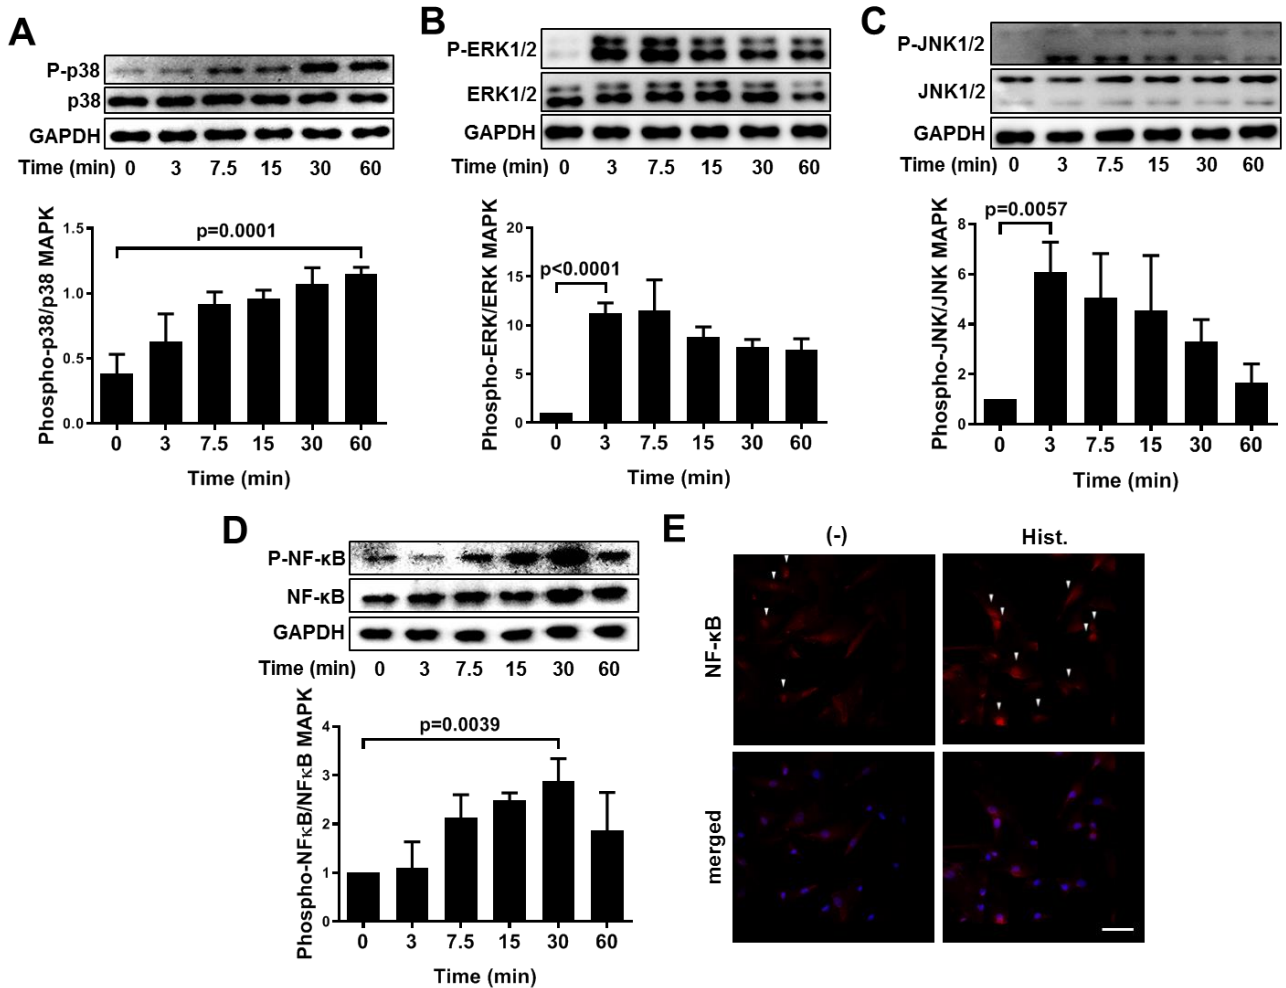 A
P-p38
p38
GAPDH
Time (min) 0 3 7.5 15 30 60
Phospho-p38/p38 MAPK
1.5
1.0
0.5
0.0
p=0.0001
0 3 7.5 15 30 60
Time (min)
B
P-ERK1/2
ERK1/2
GAPDH
Time (min) 0 3 7.5 15 30 60
Phospho-ERK/ERK MAPK
20
15
10
5
0
p<0.0001
0 3 7.5 15 30 60
Time (min)
C
P-JNK1/2
JNK1/2
GAPDH
Time (min) 0 3 7.5 15 30 60
Phospho-JNK/JNK MAPK
8
6
4
2
0
p=0.0057
0 3 7.5 15 30 60
Time (min)
D
P-NF-κB
NF-κB
GAPDH
Time (min) 0 3 7.5 15 30 60
Phospho-NFκB/NFκB MAPK
4
3
2
1
0
p=0.0039
0 3 7.5 15 30 60
Time (min)
E
(-) Hist.
NF-κB
merged